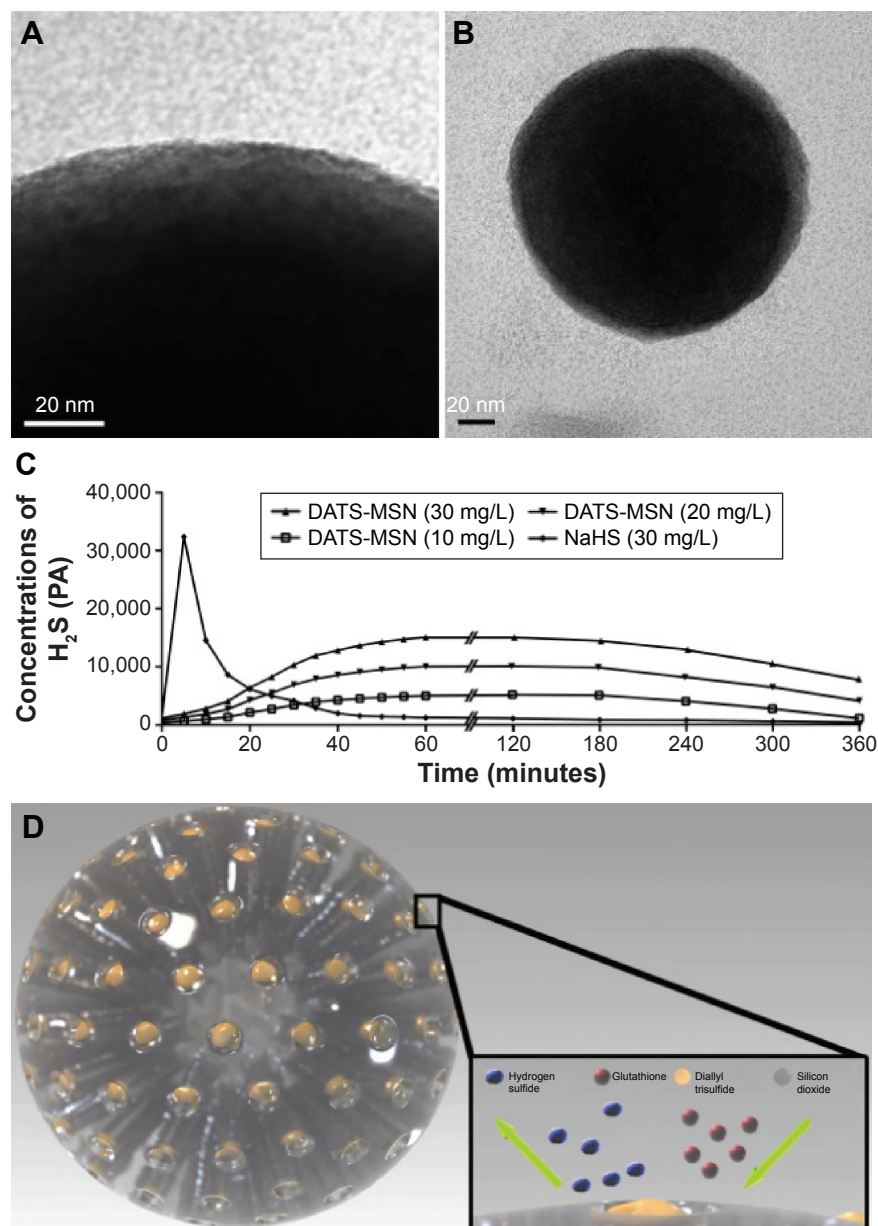 A
B
20 nm
20 nm
C
Concentrations of
H₂S (PA)
40,000
30,000
20,000
10,000
0
DATS-MSN (30 mg/L)
DATS-MSN (20 mg/L)
DATS-MSN (10 mg/L)
NaHS (30 mg/L)
0
20
40
60
120
180
240
300
360
Time (minutes)
D
Hydrogen
sulfide
Glutathione
Diallyl
trisulfide
Silicon
dioxide